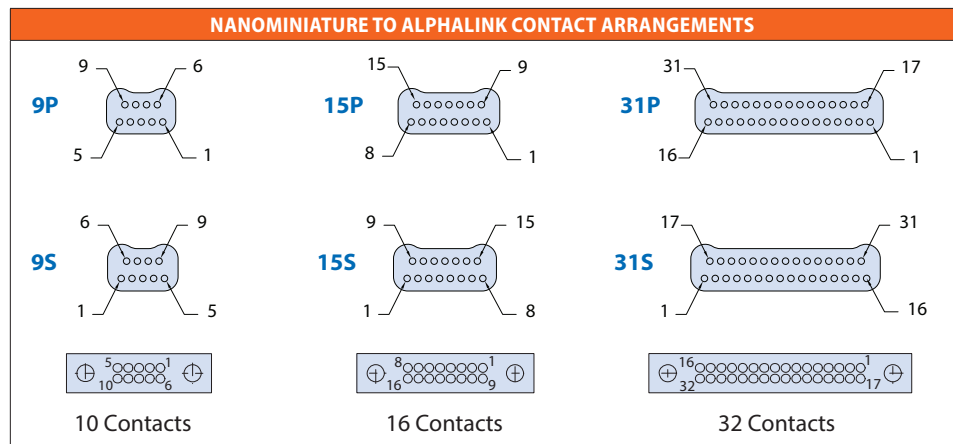 NANOMINIATURE TO ALPHALINK CONTACT ARRANGEMENTS
9 6 15 9 31 17
9P 15P 31P
5 1 8 1 16 1
6 9 9 15 17 31
9S 15S 31S
1 5 1 8 1 16
5 1 8 1 16 1
10 6 16 9 32 17
10 Contacts 16 Contacts 32 Contacts